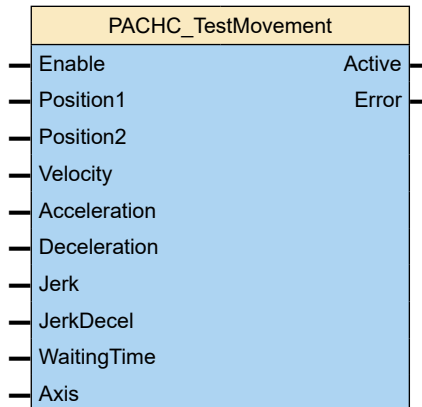 PACHC_TestMovement
Enable Active
Position1 Error
Position2
Velocity
Acceleration
Deceleration
Jerk
JerkDecel
WaitingTime
Axis